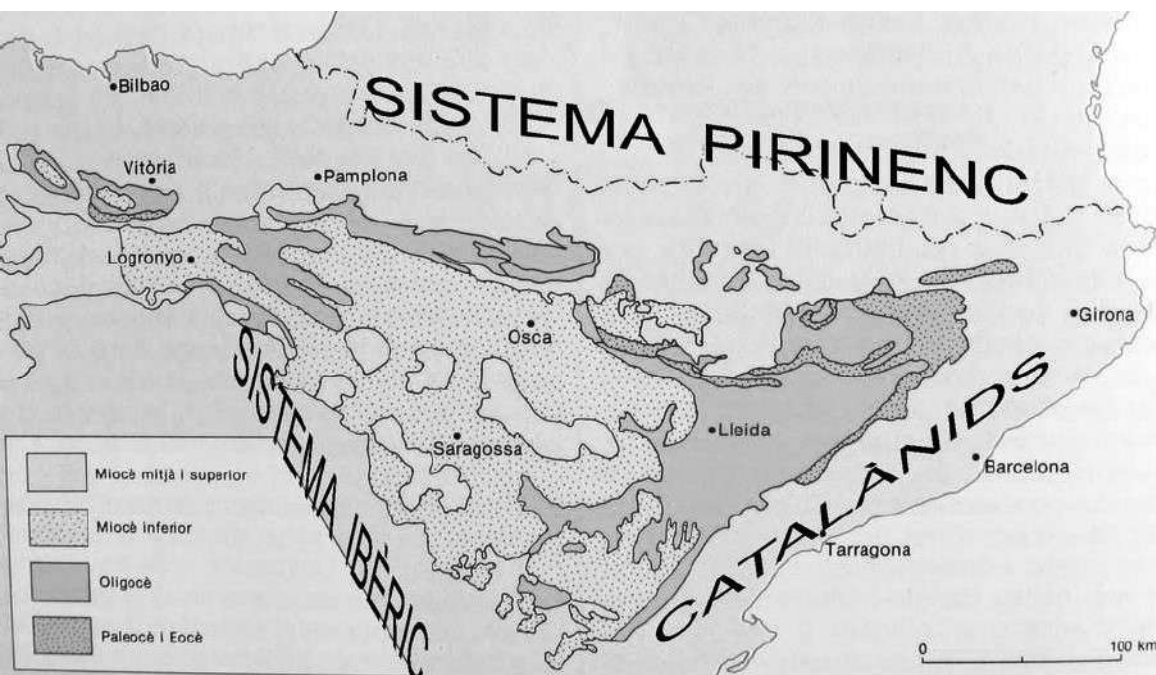 SISTEMA PIRINENC
Bilbao
Vitòria
Pamplona
Logronyo
Osca
Girona
SISTEMA IBÈRIC
Saragossa
Lleida
CATALÀNIDS
Barcelona
Tarragona
Miocè mitjà i superior
Miocè inferior
Oligocè
Paleocè i Eocè
0
100 km